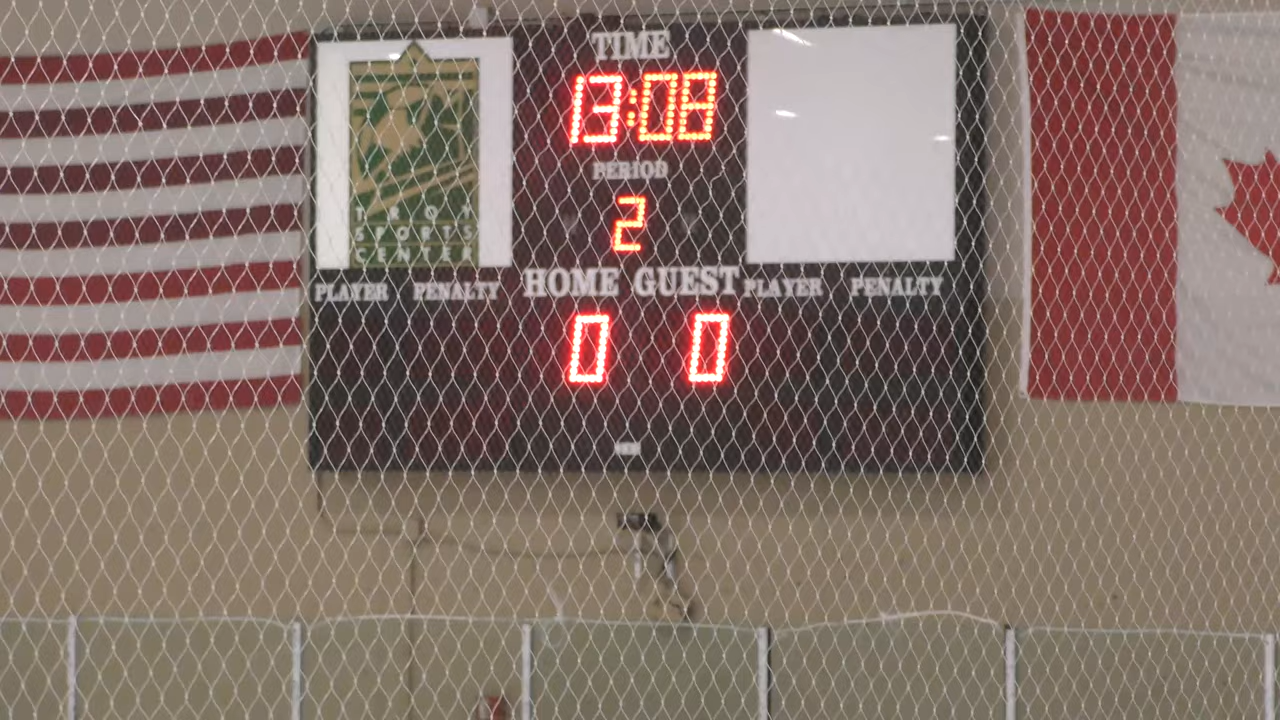 TROY
SPORTS
CENTER
TIME
13:08
PERIOD
2
HOME GUEST
PLAYER PENALTY
PLAYER PENALTY
0 0